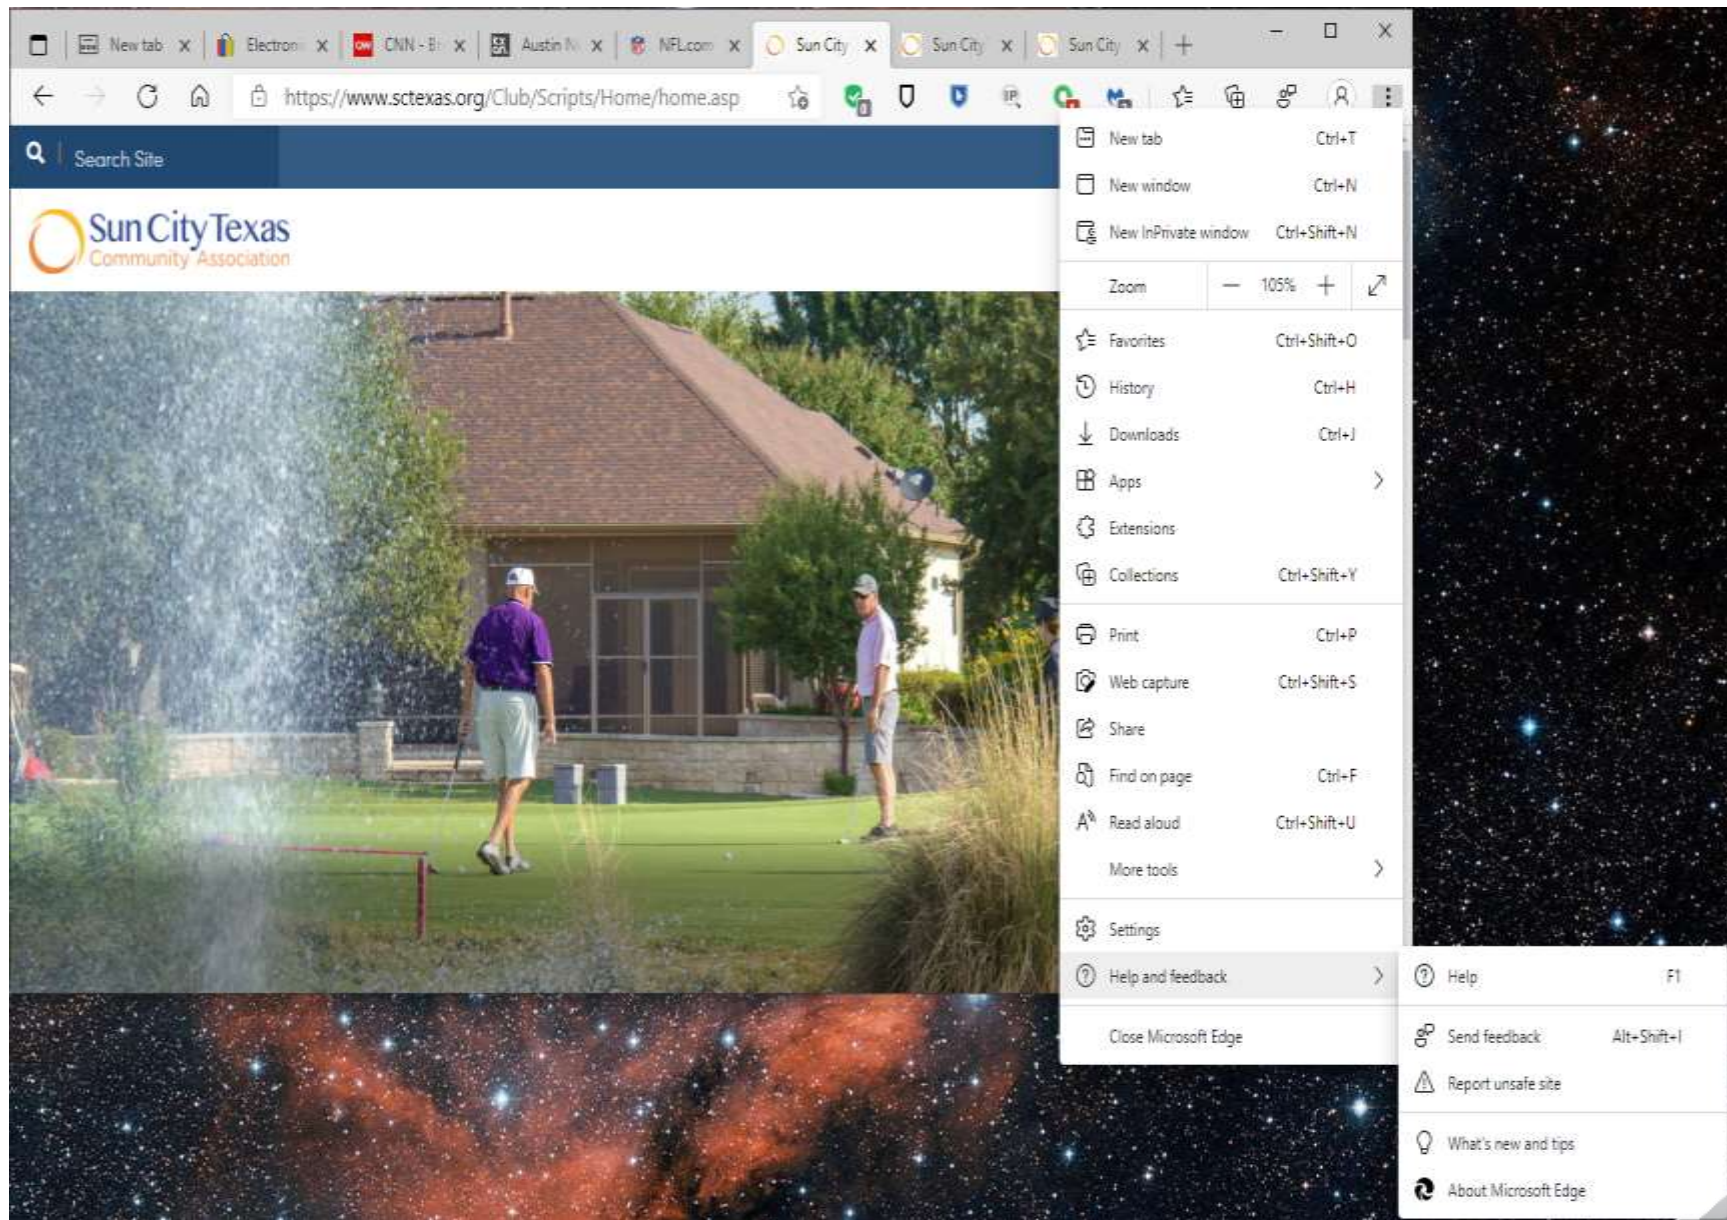 New tab
Electron
CNN - B
Austin N
NFL.com
Sun City
Sun City
Sun City
https://www.sctexas.org/Club/Scripts/Home/home.asp
Search Site
Sun City Texas
Community Association
New tab Ctrl+T
New window Ctrl+N
New InPrivate window Ctrl+Shift+N
Zoom 105%
Favorites Ctrl+Shift+O
History Ctrl+H
Downloads Ctrl+J
Apps
Extensions
Collections Ctrl+Shift+Y
Print Ctrl+P
Web capture Ctrl+Shift+S
Share
Find on page Ctrl+F
Read aloud Ctrl+Shift+U
More tools
Settings
Help and feedback
Close Microsoft Edge
Help F1
Send feedback Alt+Shift+I
Report unsafe site
What's new and tips
About Microsoft Edge